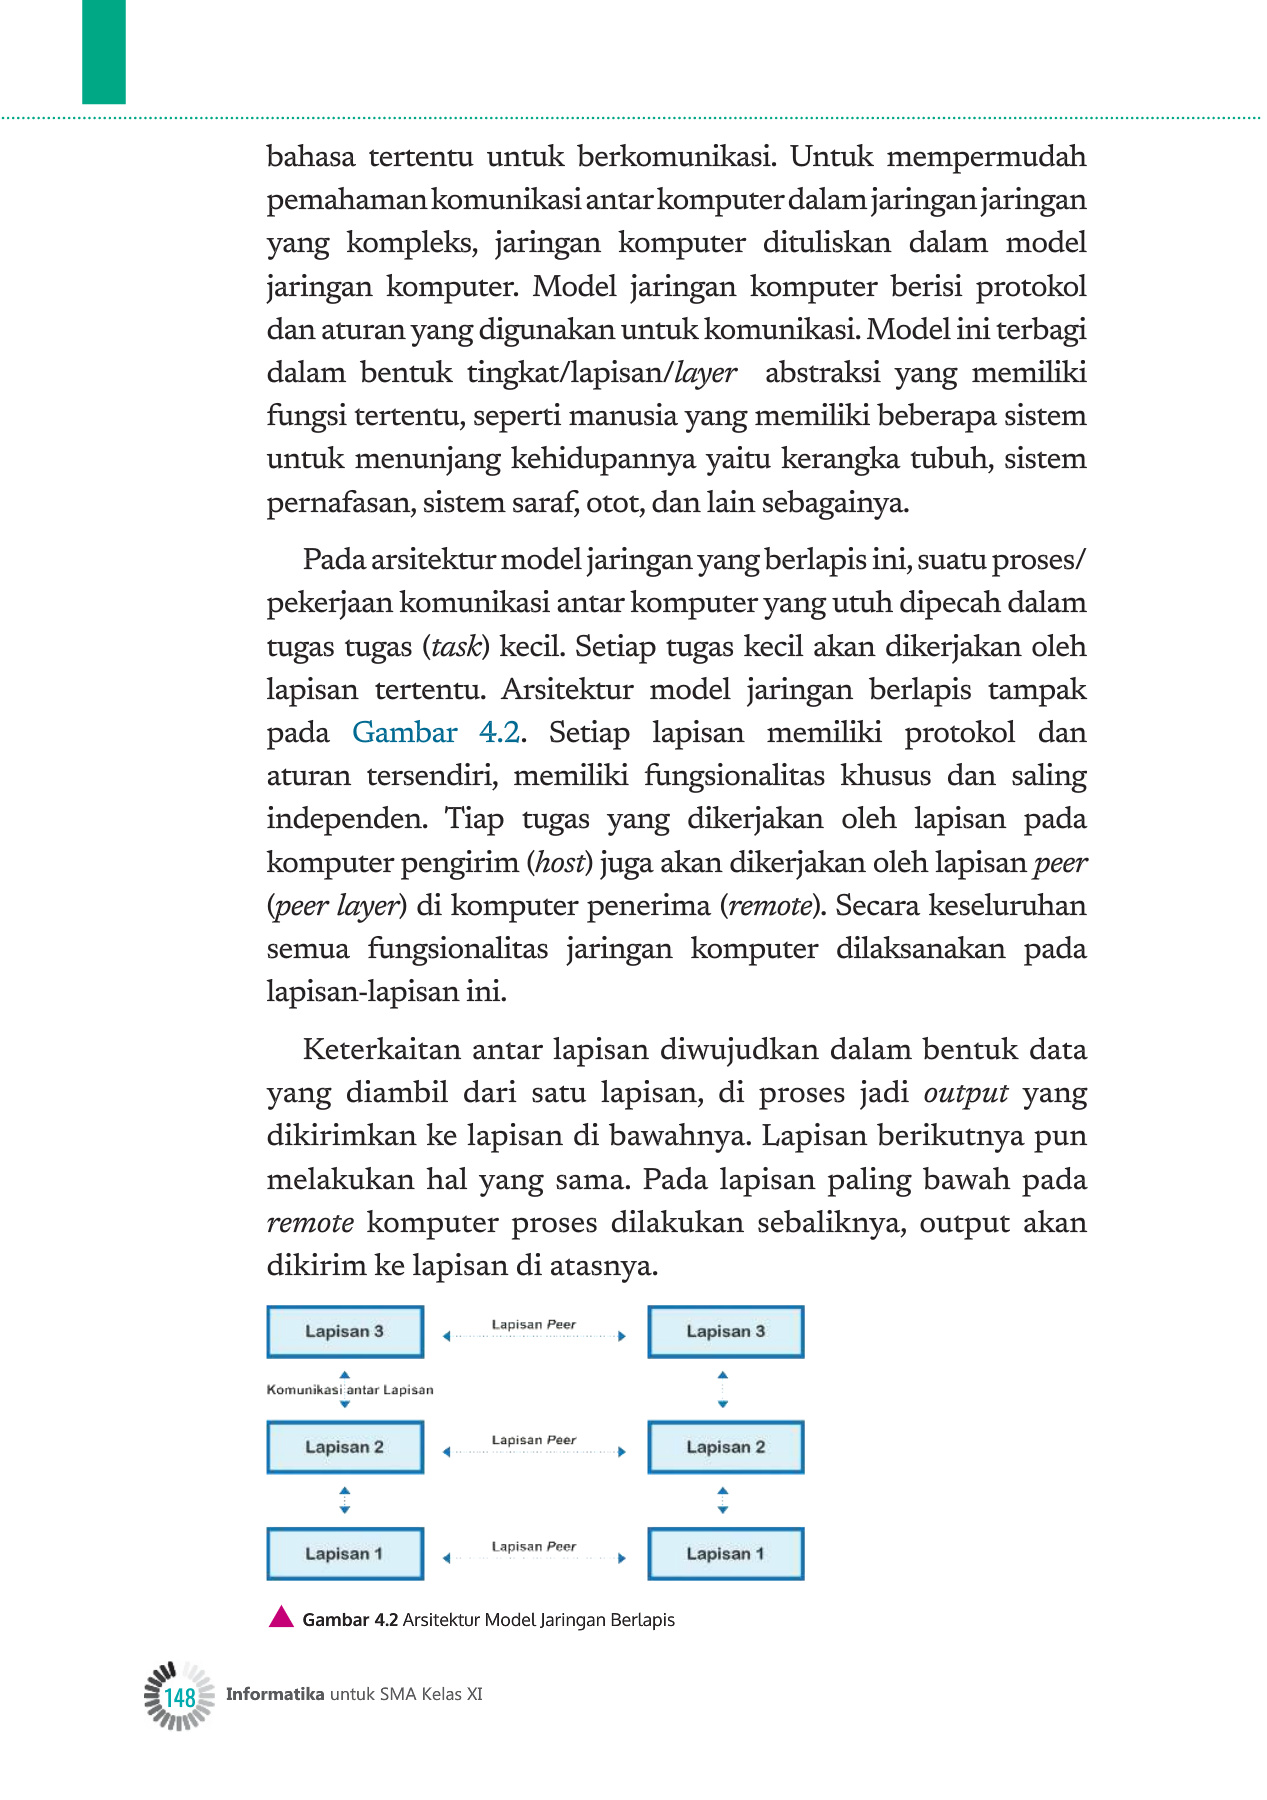 bahasa tertentu untuk berkomunikasi. Untuk mempermudah
pemahaman komunikasi antar komputer dalam jaringan jaringan
yang kompleks, jaringan komputer dituliskan dalam model
jaringan komputer. Model jaringan komputer berisi protokol
dan aturan yang digunakan untuk komunikasi. Model ini terbagi
dalam bentuk tingkat/lapisan/layer abstraksi yang memiliki
fungsi tertentu, seperti manusia yang memiliki beberapa sistem
untuk menunjang kehidupannya yaitu kerangka tubuh, sistem
pernafasan, sistem saraf, otot, dan lain sebagainya.
Pada arsitektur model jaringan yang berlapis ini, suatu proses/
pekerjaan komunikasi antar komputer yang utuh dipecah dalam
tugas tugas (task) kecil. Setiap tugas kecil akan dikerjakan oleh
lapisan tertentu. Arsitektur model jaringan berlapis tampak
pada Gambar 4.2. Setiap lapisan memiliki protokol dan
aturan tersendiri, memiliki fungsionalitas khusus dan saling
independen. Tiap tugas yang dikerjakan oleh lapisan pada
komputer pengirim (host) juga akan dikerjakan oleh lapisan peer
(peer layer) di komputer penerima (remote). Secara keseluruhan
semua fungsionalitas jaringan komputer dilaksanakan pada
lapisan-lapisan ini.
Keterkaitan antar lapisan diwujudkan dalam bentuk data
yang diambil dari satu lapisan, di proses jadi output yang
dikirimkan ke lapisan di bawahnya. Lapisan berikutnya pun
melakukan hal yang sama. Pada lapisan paling bawah pada
remote komputer proses dilakukan sebaliknya, output akan
dikirim ke lapisan di atasnya.
Lapisan 3
Lapisan Peer
Lapisan 3
Komunikasi antar Lapisan
Lapisan 2
Lapisan Peer
Lapisan 2
Lapisan 1
Lapisan Peer
Lapisan 1
Gambar 4.2 Arsitektur Model Jaringan Berlapis
148
Informatika untuk SMA Kelas XI